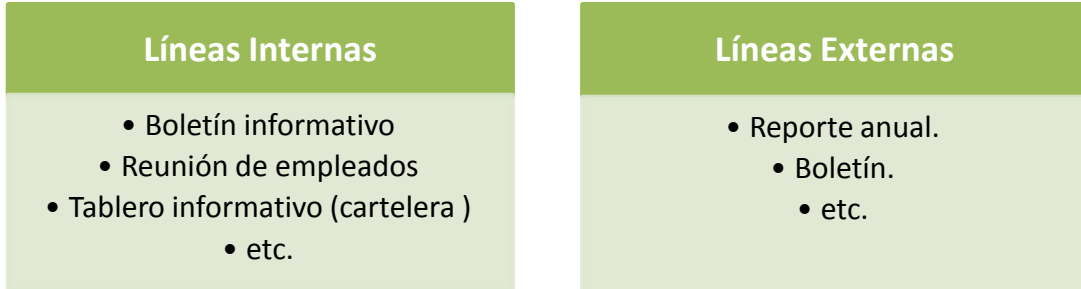 Líneas Internas
• Boletín informativo
• Reunión de empleados
• Tablero informativo (cartelera )
• etc.
Líneas Externas
• Reporte anual.
• Boletín.
• etc.